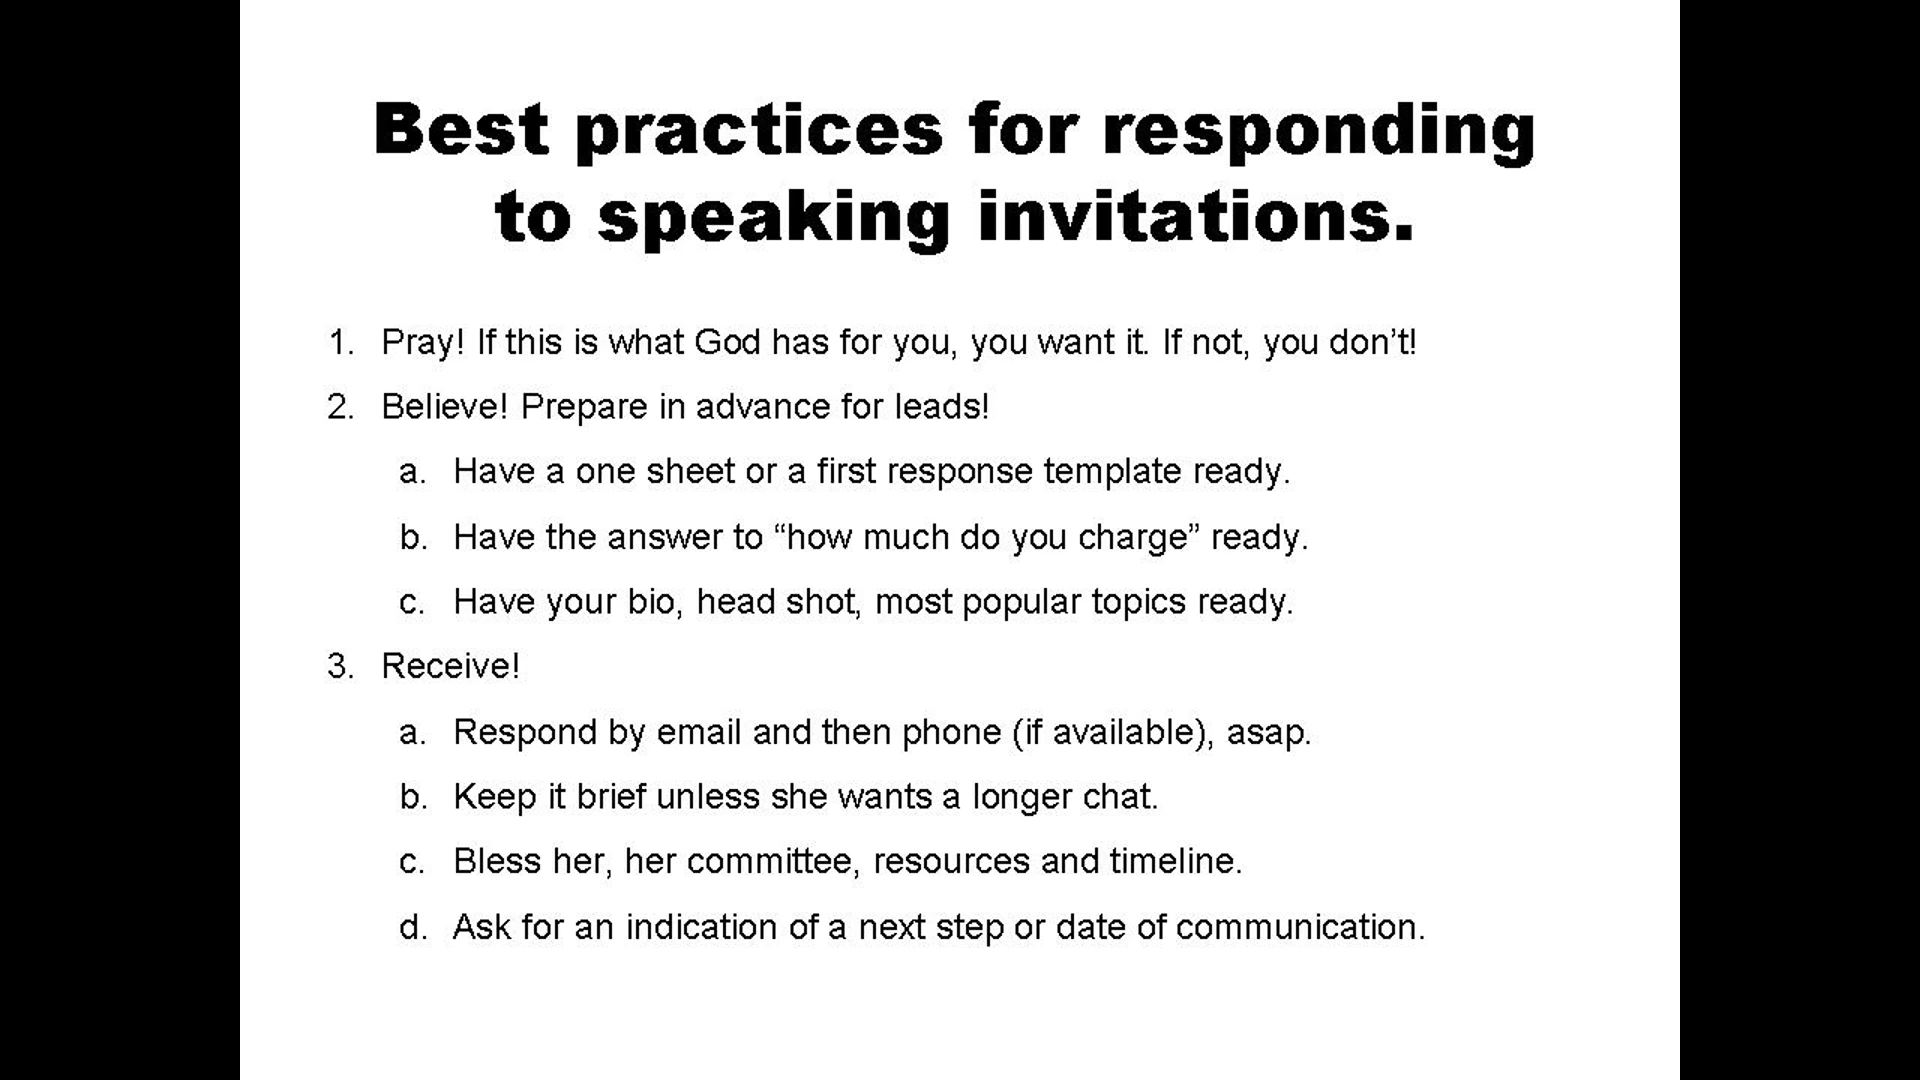 Best practices for responding
to speaking invitations.
1. Pray! If this is what God has for you, you want it. If not, you don’t!
2. Believe! Prepare in advance for leads!
a. Have a one sheet or a first response template ready.
b. Have the answer to “how much do you charge” ready.
c. Have your bio, head shot, most popular topics ready.
3. Receive!
a. Respond by email and then phone (if available), asap.
b. Keep it brief unless she wants a longer chat.
c. Bless her, her committee, resources and timeline.
d. Ask for an indication of a next step or date of communication.